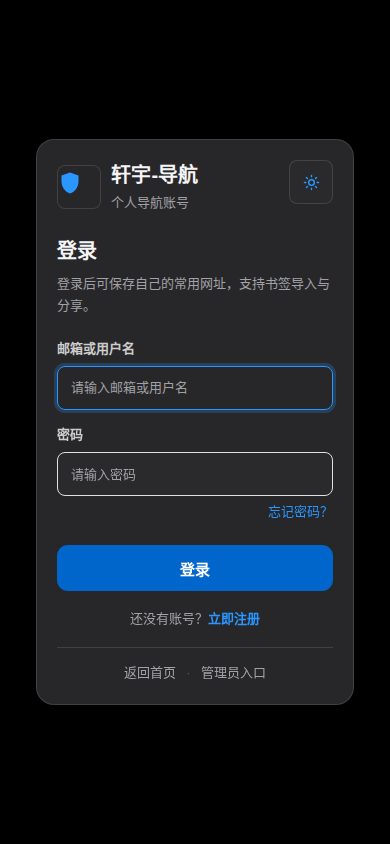 轩宇-导航
个人导航账号
登录
登录后可保存自己的常用网址，支持书签导入与
分享。
邮箱或用户名
请输入邮箱或用户名
密码
请输入密码
忘记密码？
登录
还没有账号？立即注册
返回首页 · 管理员入口